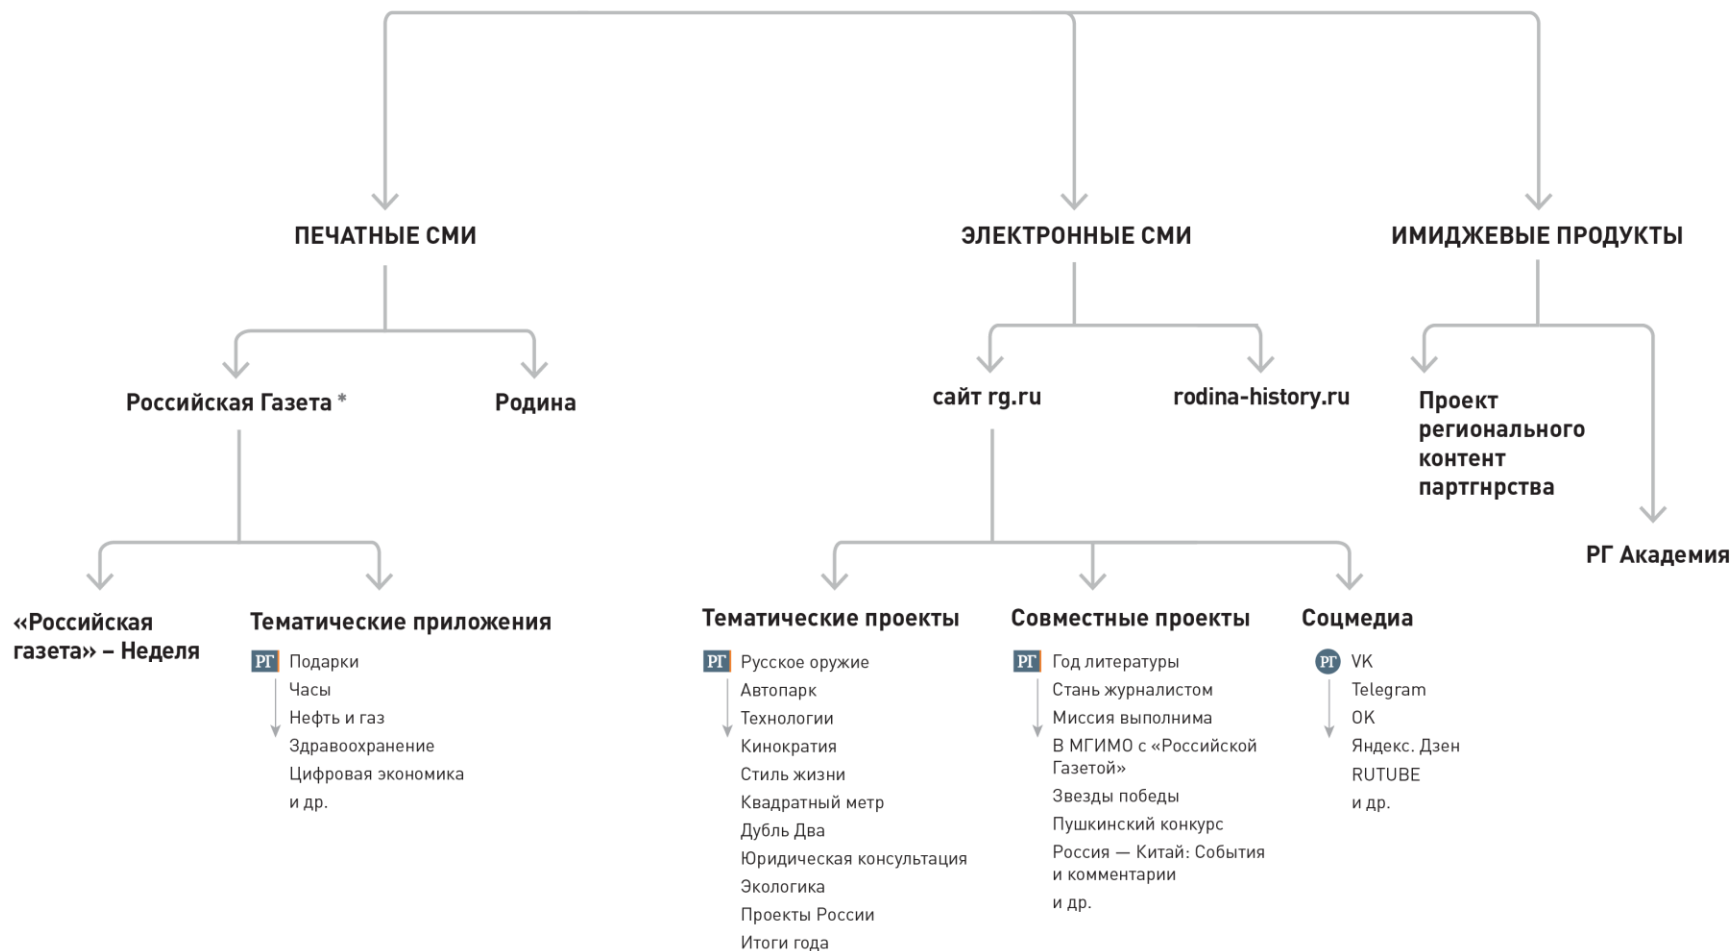 ПЕЧАТНЫЕ СМИ
ЭЛЕКТРОННЫЕ СМИ
ИМИДЖЕВЫЕ ПРОДУКТЫ
Российская Газета *
Родина
сайт rg.ru
rodina-history.ru
Проект
регионального
контент
партгнрства
РГ Академия
«Российская
газета» – Неделя
Тематические приложения
РГ Подарки
Часы
Нефть и газ
Здравоохранение
Цифровая экономика
и др.
Тематические проекты
РГ Русское оружие
Автопарк
Технологии
Кинократия
Стиль жизни
Квадратный метр
Дубль Два
Юридическая консультация
Экологика
Проекты России
Итоги года
Совместные проекты
РГ Год литературы
Стань журналистом
Миссия выполнима
В МГИМО с «Российской
Газетой»
Звезды победы
Пушкинский конкурс
Россия — Китай: События
и комментарии
и др.
Соцмедиа
РГ VK
Telegram
OK
Яндекс. Дзен
RUTUBE
и др.